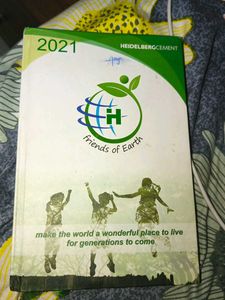 2021
HEIDELBERGCEMENT
H
friends of Earth
make the world a wonderful place to live
for generations to come